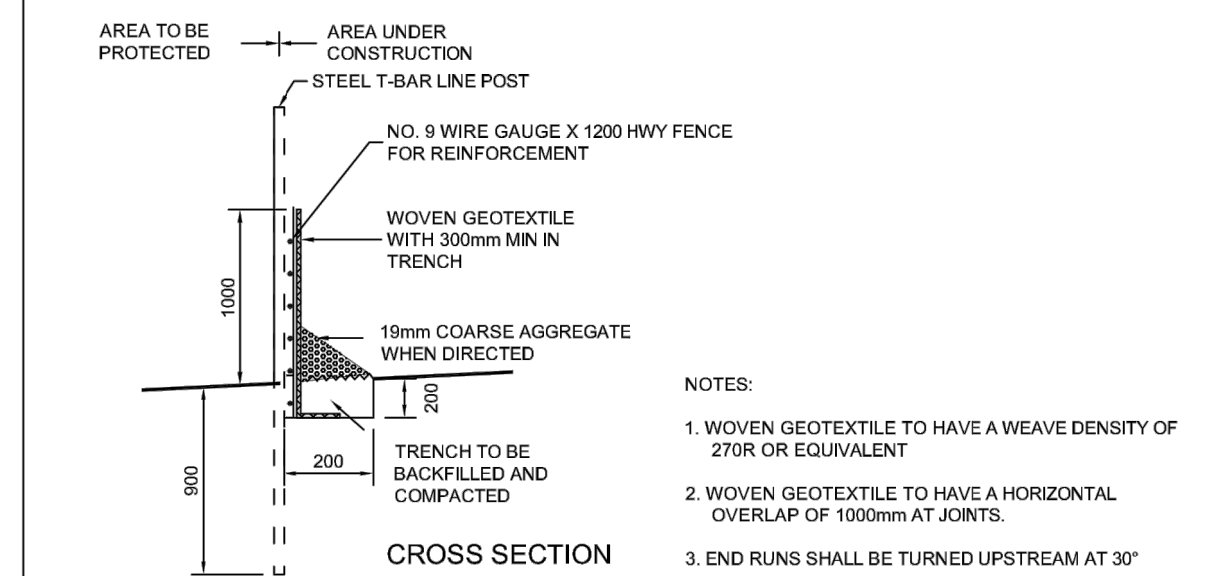 AREA TO BE
PROTECTED
AREA UNDER
CONSTRUCTION
STEEL T-BAR LINE POST
NO. 9 WIRE GAUGE X 1200 HWY FENCE
FOR REINFORCEMENT
WOVEN GEOTEXTILE
WITH 300mm MIN IN
TRENCH
1000
19mm COARSE AGGREGATE
WHEN DIRECTED
200
900
200
TRENCH TO BE
BACKFILLED AND
COMPACTED
CROSS SECTION
NOTES:
1. WOVEN GEOTEXTILE TO HAVE A WEAVE DENSITY OF
270R OR EQUIVALENT
2. WOVEN GEOTEXTILE TO HAVE A HORIZONTAL
OVERLAP OF 1000mm AT JOINTS.
3. END RUNS SHALL BE TURNED UPSTREAM AT 30°